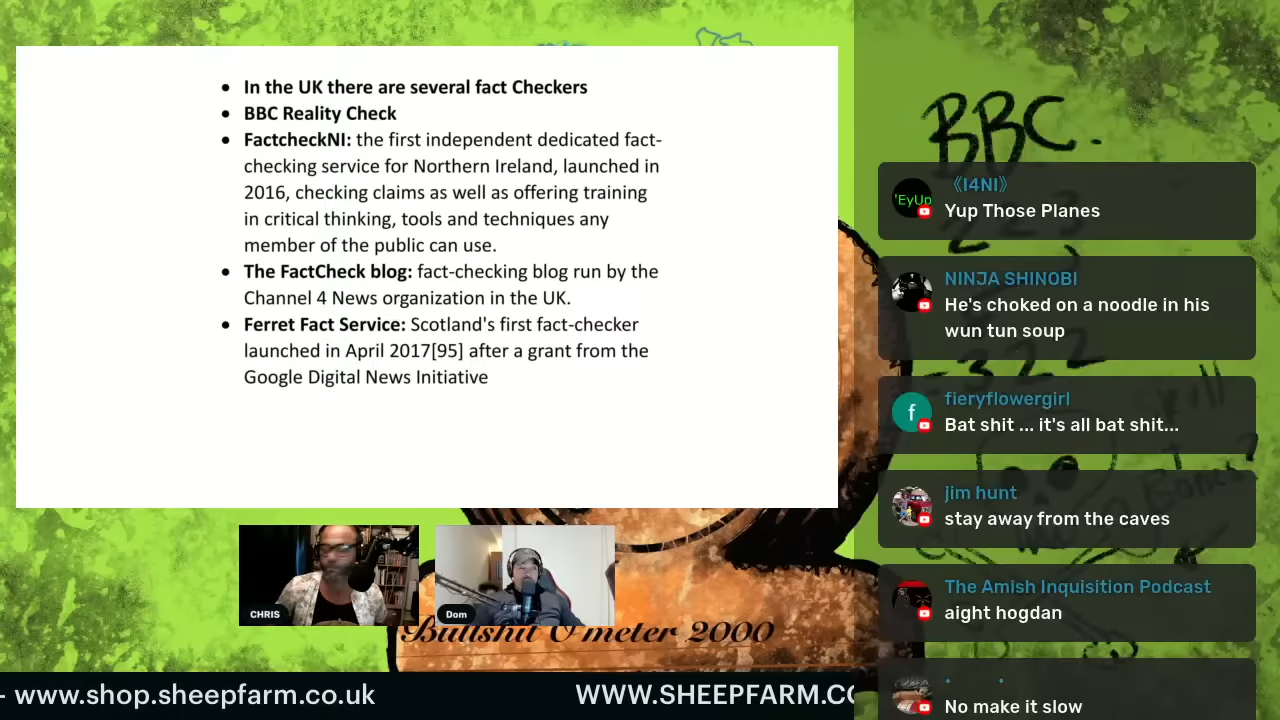 In the UK there are several fact Checkers
BBC Reality Check
FactcheckNI: the first independent dedicated fact-
checking service for Northern Ireland, launched in
2016, checking claims as well as offering training
in critical thinking, tools and techniques any
member of the public can use.
The FactCheck blog: fact-checking blog run by the
Channel 4 News organization in the UK.
Ferret Fact Service: Scotland's first fact-checker
launched in April 2017[95] after a grant from the
Google Digital News Initiative
CHRIS
Dom
Bullshit O meter 2000
- www.shop.sheepfarm.co.uk
WWW.SHEEPFARM.CO
BBC.
223
322
'EyUp
《I4NI》
Yup Those Planes
NINJA SHINOBI
He's choked on a noodle in his
wun tun soup
f
fieryflowergirl
Bat shit ... it's all bat shit...
jim hunt
stay away from the caves
The Amish Inquisition Podcast
aight hogdan
No make it slow